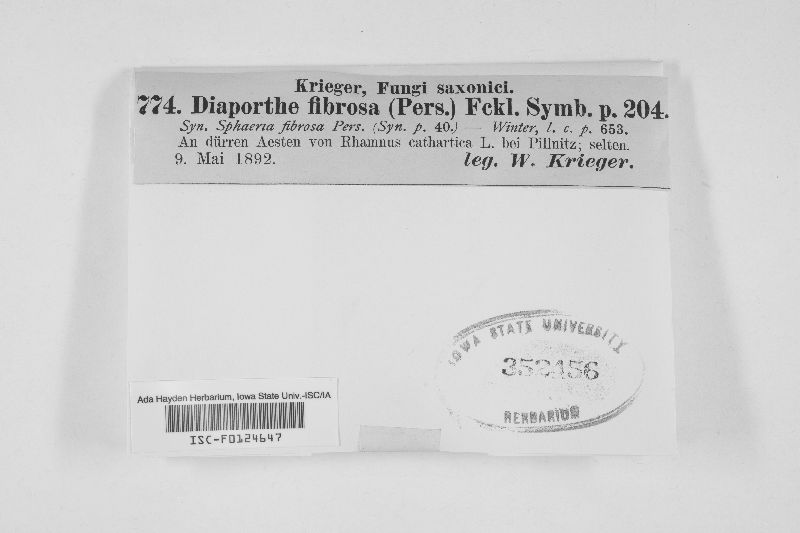 Krieger, Fungi saxonici.
774. Diaporthe fibrosa (Pers.) Fckl. Symb. p. 204.
Syn. Sphaeria fibrosa Pers. (Syn. p. 40.) — Winter, l. c. p. 653.
An dürren Aesten von Rhamnus cathartica L. bei Pillnitz; selten.
9. Mai 1892. leg. W. Krieger.
IOWA STATE UNIVERSITY
352456
HERBARIUM
Ada Hayden Herbarium, Iowa State Univ.-ISC/IA
ISC-F0124647